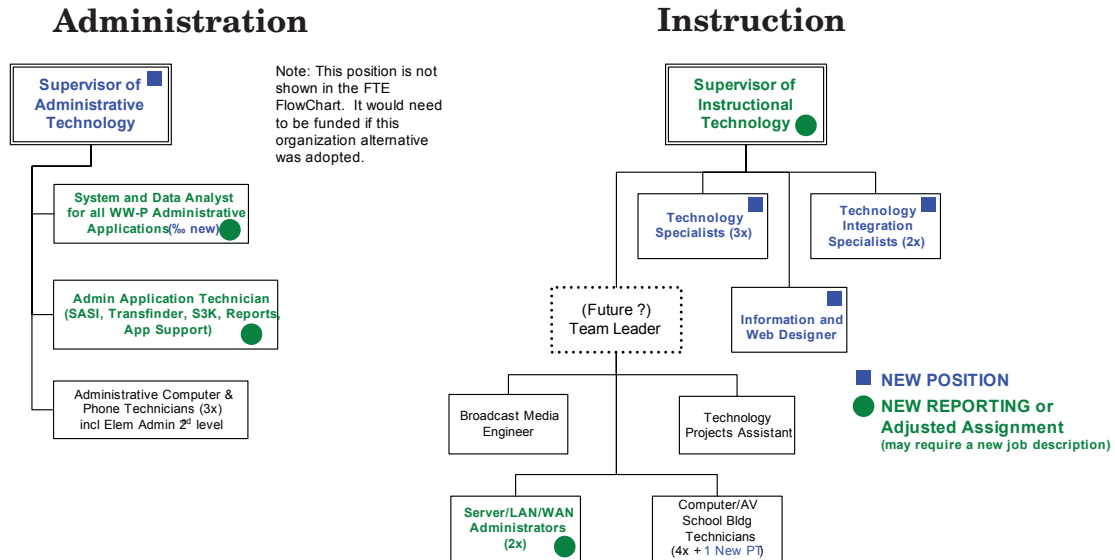 Administration
Supervisor of
Administrative
Technology
Note: This position is not
shown in the FTE
FlowChart. It would need
to be funded if this
organization alternative
was adopted.
System and Data Analyst
for all WW-P Administrative
Applications(‰ new)
Admin Application Technician
(SASI, Transfinder, S3K, Reports,
App Support)
Administrative Computer &
Phone Technicians (3x)
incl Elem Admin 2d level
Instruction
Supervisor of
Instructional
Technology
Technology
Specialists (3x)
Technology
Integration
Specialists (2x)
(Future ?)
Team Leader
Information and
Web Designer
Broadcast Media
Engineer
Technology
Projects Assistant
Server/LAN/WAN
Administrators
(2x)
Computer/AV
School Bldg
Technicians
(4x + 1 New PT)
NEW POSITION
NEW REPORTING or
Adjusted Assignment
(may require a new job description)